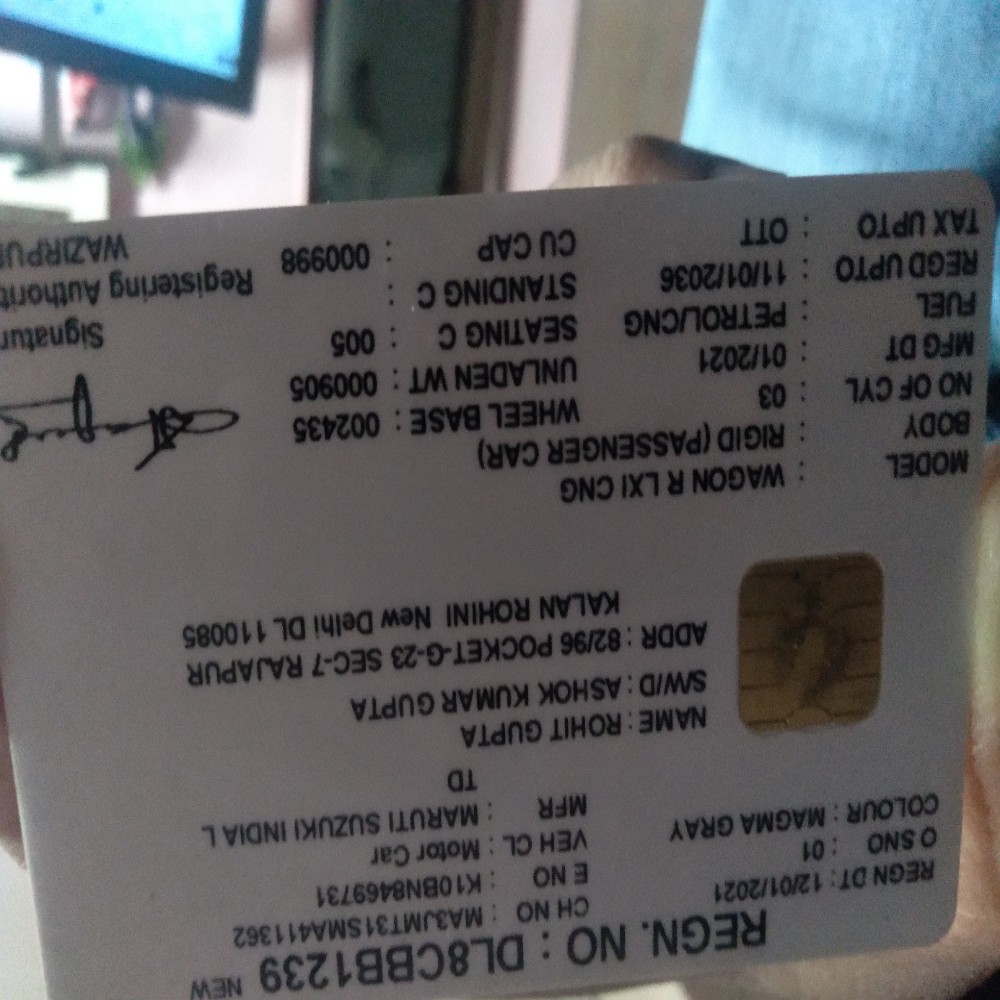 REGN. NO : DL8CBB1239 NEW
REGN DT : 12/01/2021 CH NO : MA3JMT31SMA411362
O SNO : 01 E NO : K10BN8469731
COLOUR : MAGMA GRAY VEH CL : Motor Car
MFR : MARUTI SUZUKI INDIA L
TD
NAME : ROHIT GUPTA
S/W/D : ASHOK KUMAR GUPTA
ADDR : 82/96 POCKET-G-23 SEC-7 RAJAPUR
KALAN ROHINI New Delhi DL 110085
MODEL : WAGON R LXI CNG
BODY : RIGID (PASSENGER CAR)
NO OF CYL : 03 WHEEL BASE : 002435
MFG DT : 01/2021 UNLADEN WT : 000905
FUEL : PETROL/CNG SEATING C : 005 Signatur
REGD UPTO : 11/01/2036 STANDING C : Registering Authorit
TAX UPTO : OTT CU CAP : 000998 WAZIRPU